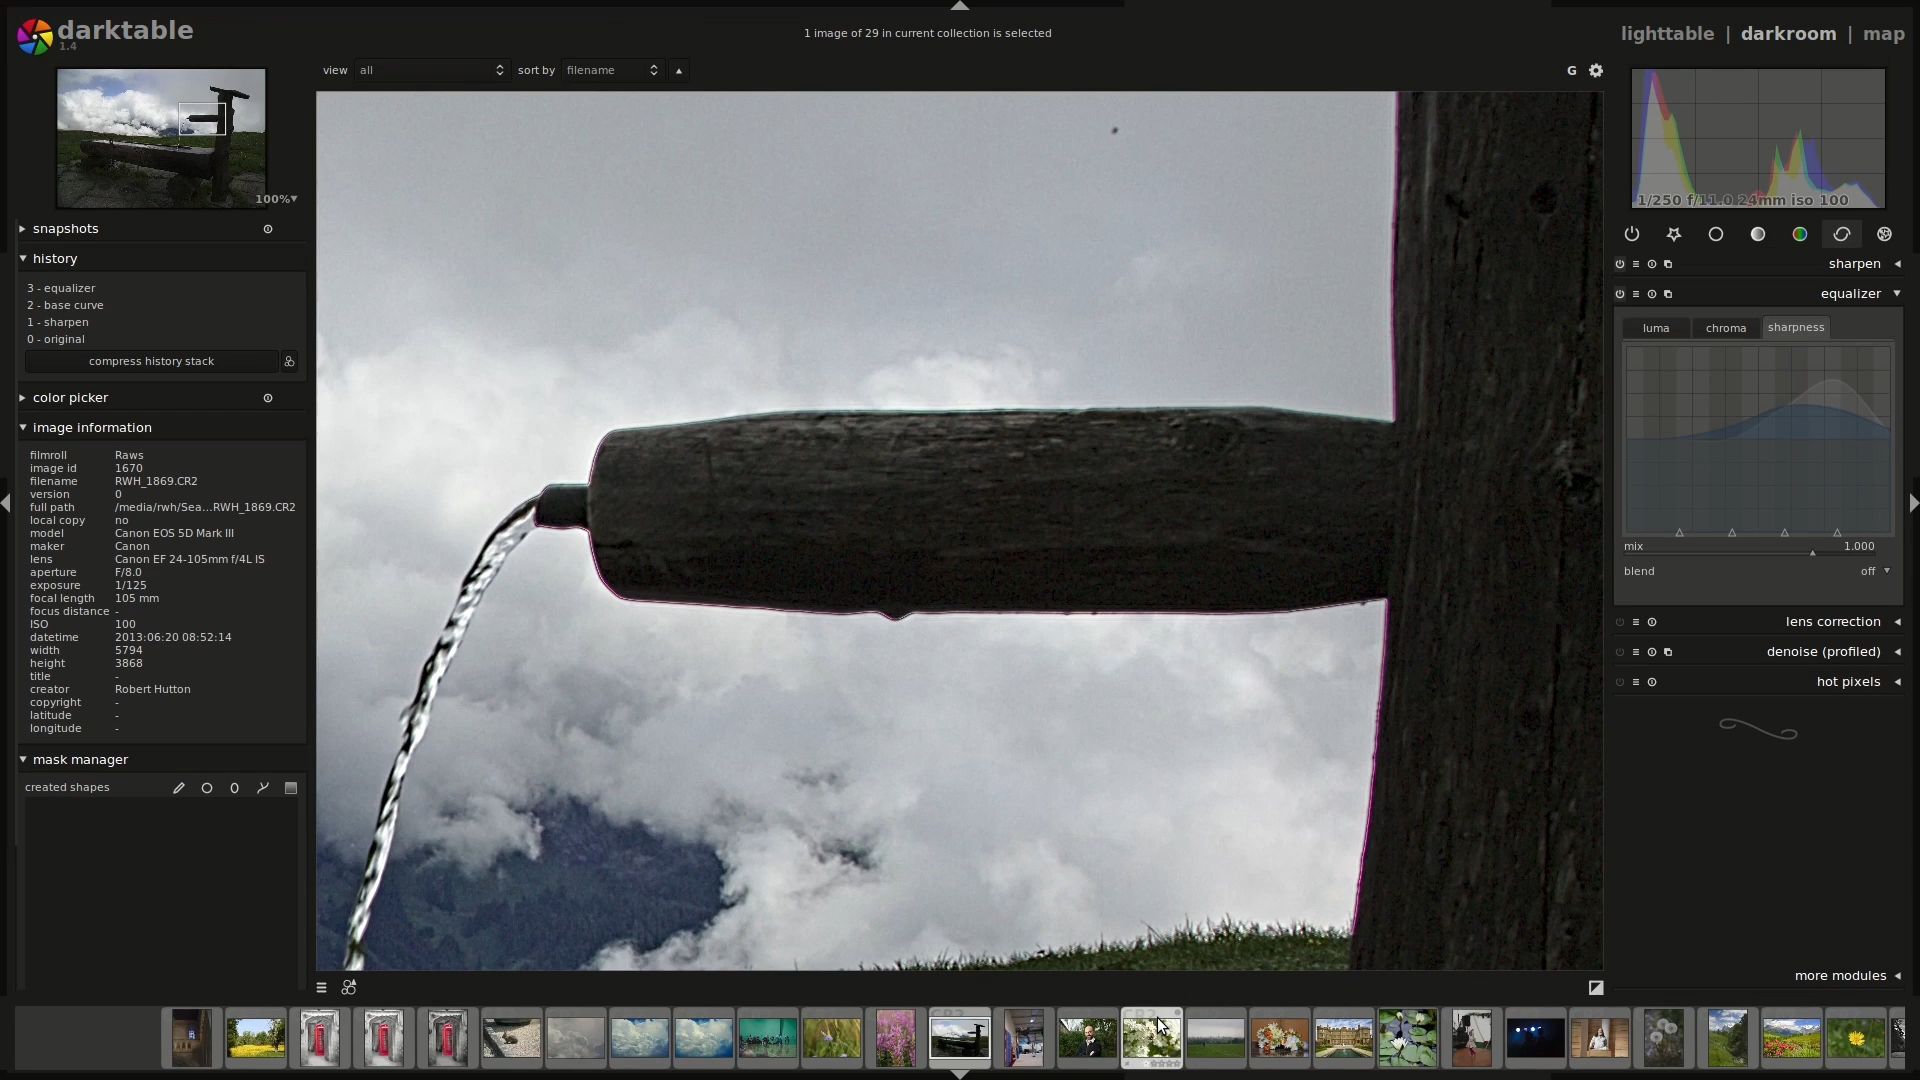 darktable
1.4
1 image of 29 in current collection is selected
lighttable | darkroom | map
view all sort by filename
G
100%
1/250 f/11.0 24mm iso 100
snapshots
history
3 - equalizer
2 - base curve
1 - sharpen
0 - original
compress history stack
color picker
image information
filmroll Raws
image id 1670
filename RWH_1869.CR2
version 0
full path /media/rwh/Sea...RWH_1869.CR2
local copy no
model Canon EOS 5D Mark III
maker Canon
lens Canon EF 24-105mm f/4L IS
aperture F/8.0
exposure 1/125
focal length 105 mm
focus distance -
ISO 100
datetime 2013:06:20 08:52:14
width 5794
height 3868
title -
creator Robert Hutton
copyright -
latitude -
longitude -
mask manager
created shapes
sharpen
equalizer
luma chroma sharpness
mix 1.000
blend off
lens correction
denoise (profiled)
hot pixels
more modules